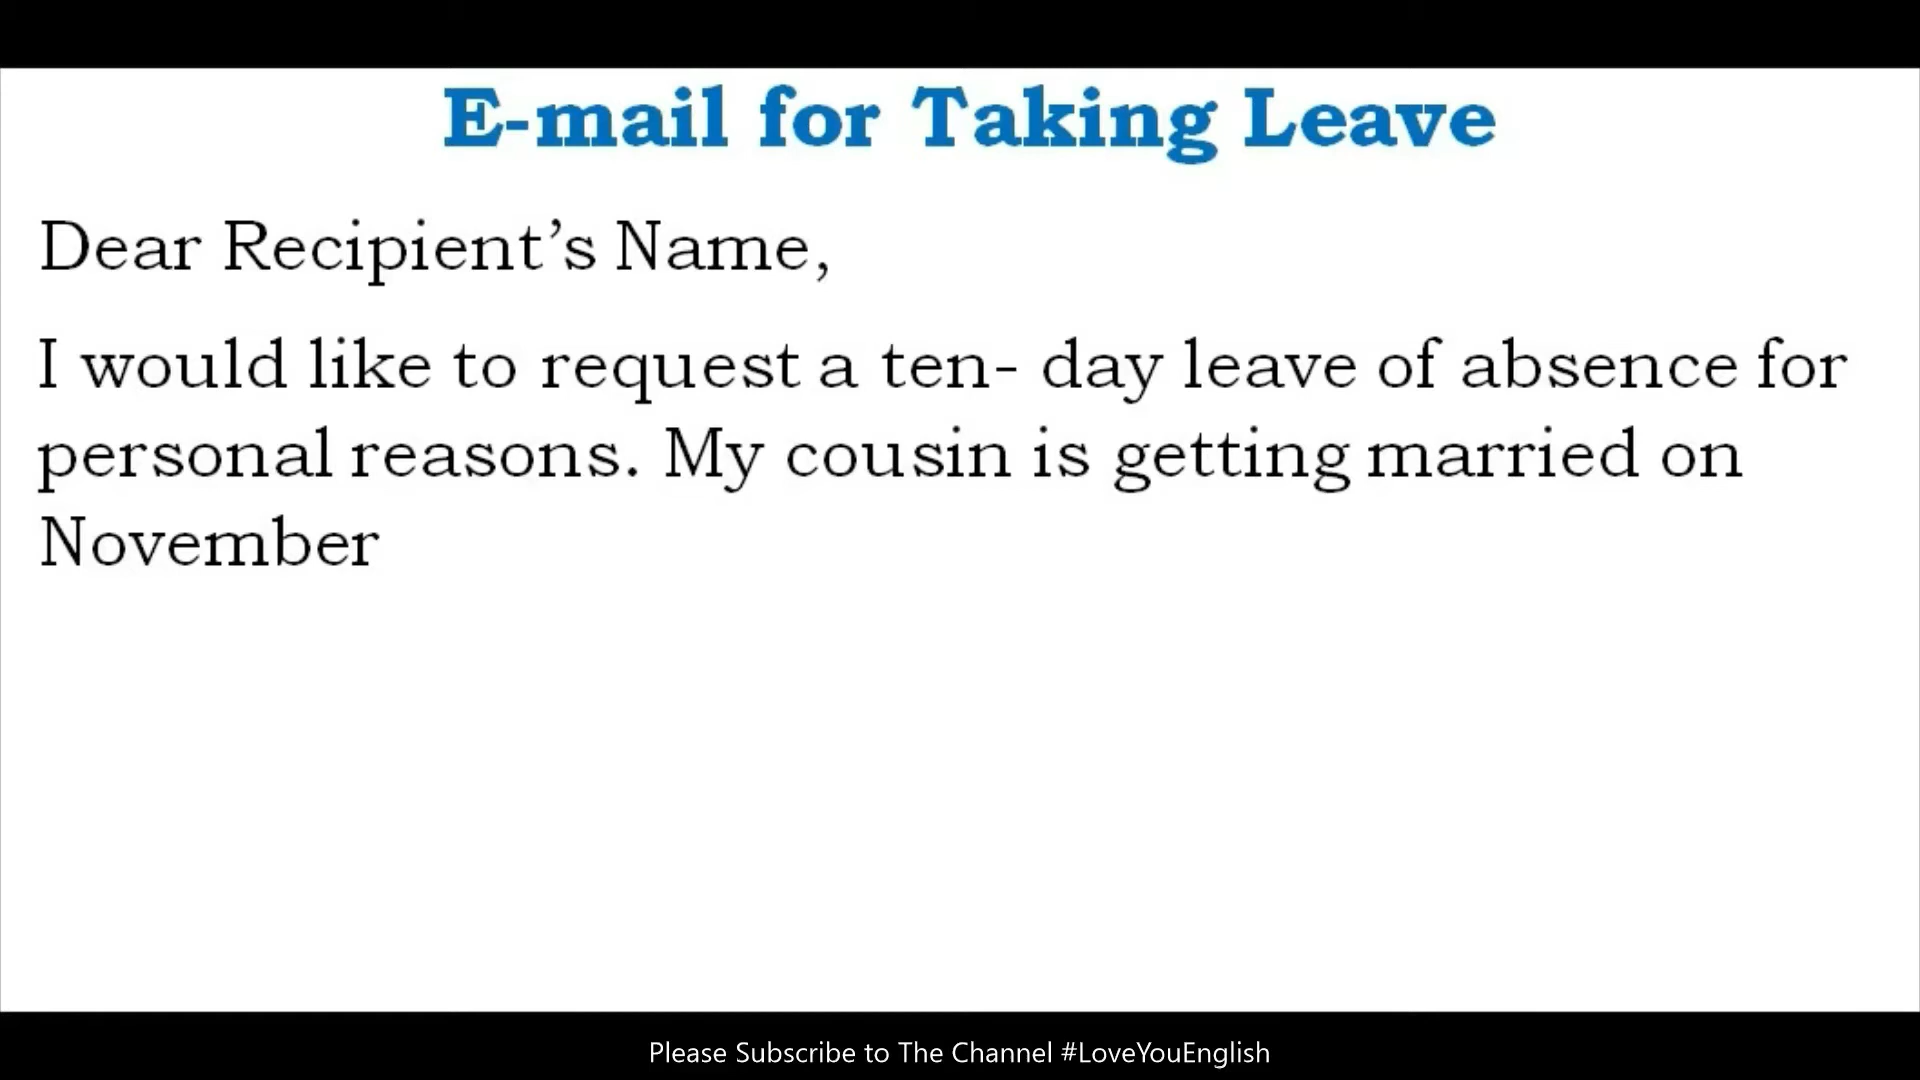 E-mail for Taking Leave
Dear Recipient’s Name,
I would like to request a ten- day leave of absence for
personal reasons. My cousin is getting married on
November
Please Subscribe to The Channel #LoveYouEnglish